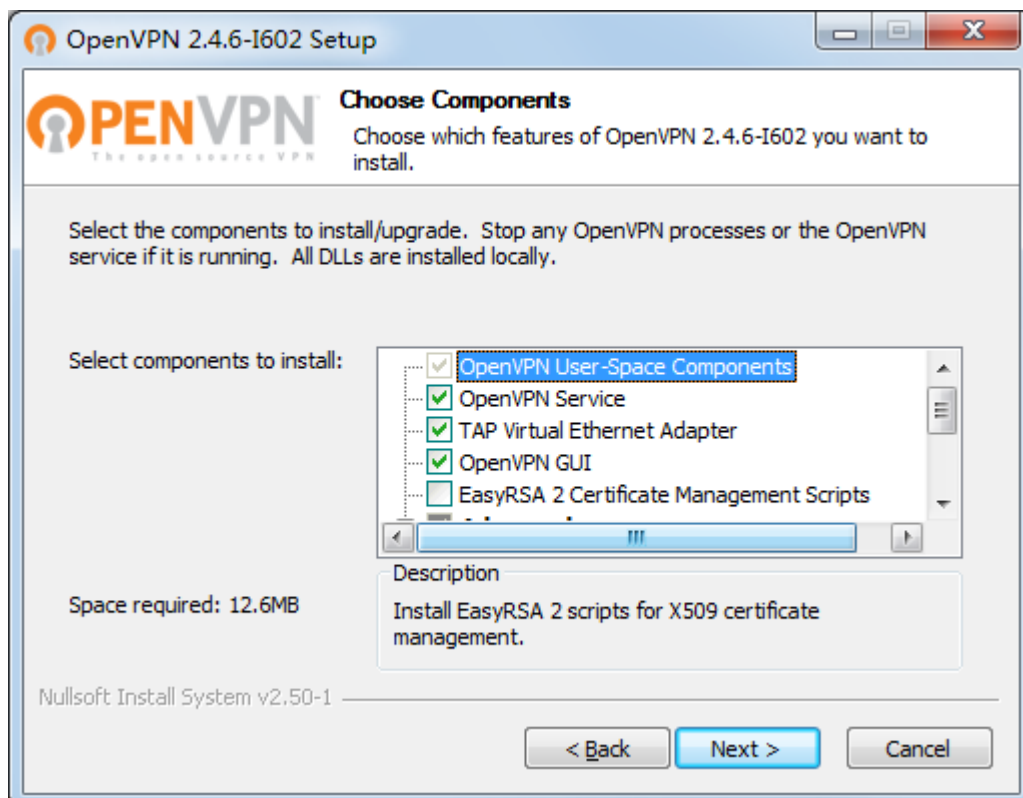 OpenVPN 2.4.6-I602 Setup
OPENVPN
The open source VPN
Choose Components
Choose which features of OpenVPN 2.4.6-I602 you want to
install.
Select the components to install/upgrade.  Stop any OpenVPN processes or the OpenVPN
service if it is running.  All DLLs are installed locally.
Select components to install:
OpenVPN User-Space Components
OpenVPN Service
TAP Virtual Ethernet Adapter
OpenVPN GUI
EasyRSA 2 Certificate Management Scripts
Space required: 12.6MB
Description
Install EasyRSA 2 scripts for X509 certificate
management.
Nullsoft Install System v2.50-1
< Back
Next >
Cancel